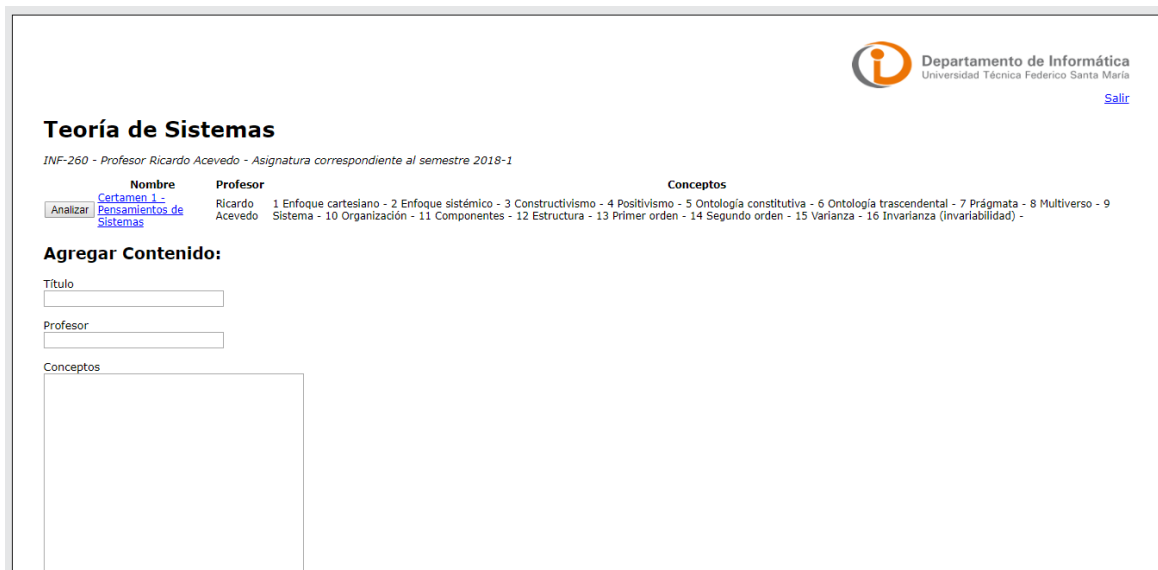 Departamento de Informática
Universidad Técnica Federico Santa María
Salir
Teoría de Sistemas
INF-260 - Profesor Ricardo Acevedo - Asignatura correspondiente al semestre 2018-1
Nombre Profesor Conceptos
Analizar
Certamen 1 -
Pensamientos de
Sistemas
Ricardo
Acevedo
1 Enfoque cartesiano - 2 Enfoque sistémico - 3 Constructivismo - 4 Positivismo - 5 Ontología constitutiva - 6 Ontología trascendental - 7 Prágmata - 8 Multiverso - 9
Sistema - 10 Organización - 11 Componentes - 12 Estructura - 13 Primer orden - 14 Segundo orden - 15 Varianza - 16 Invarianza (invariabilidad) -
Agregar Contenido:
Título
Profesor
Conceptos